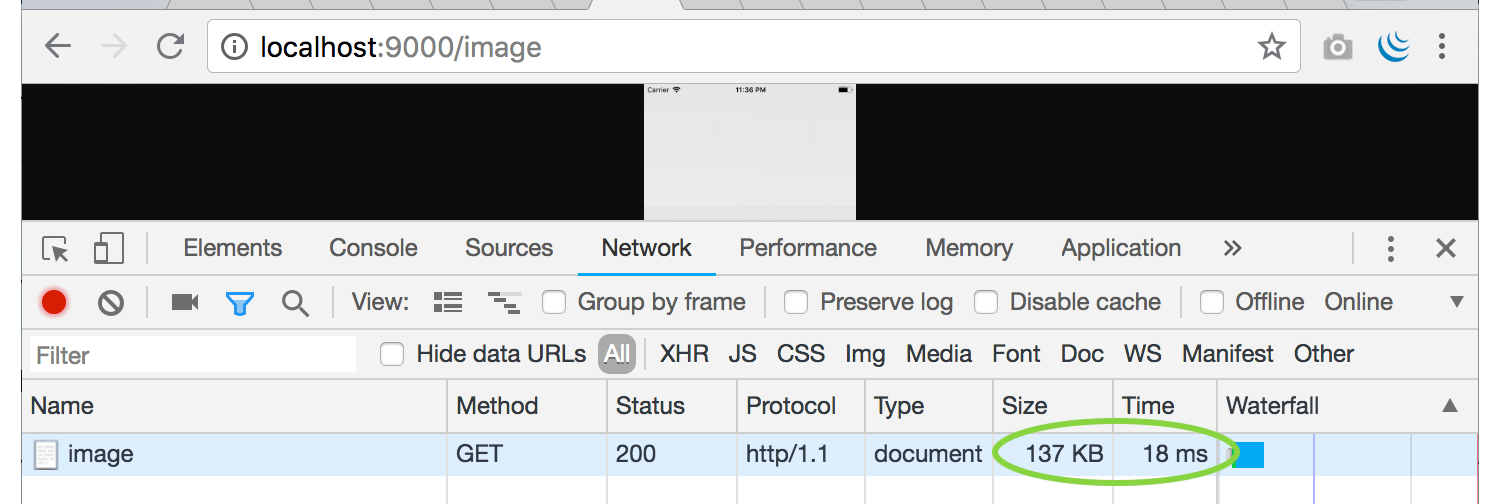 localhost:9000/image
Carrier 11:36 PM
Elements Console Sources Network Performance Memory Application »
View: Group by frame Preserve log Disable cache Offline Online
Filter Hide data URLs All XHR JS CSS Img Media Font Doc WS Manifest Other
Name Method Status Protocol Type Size Time Waterfall
image GET 200 http/1.1 document 137 KB 18 ms